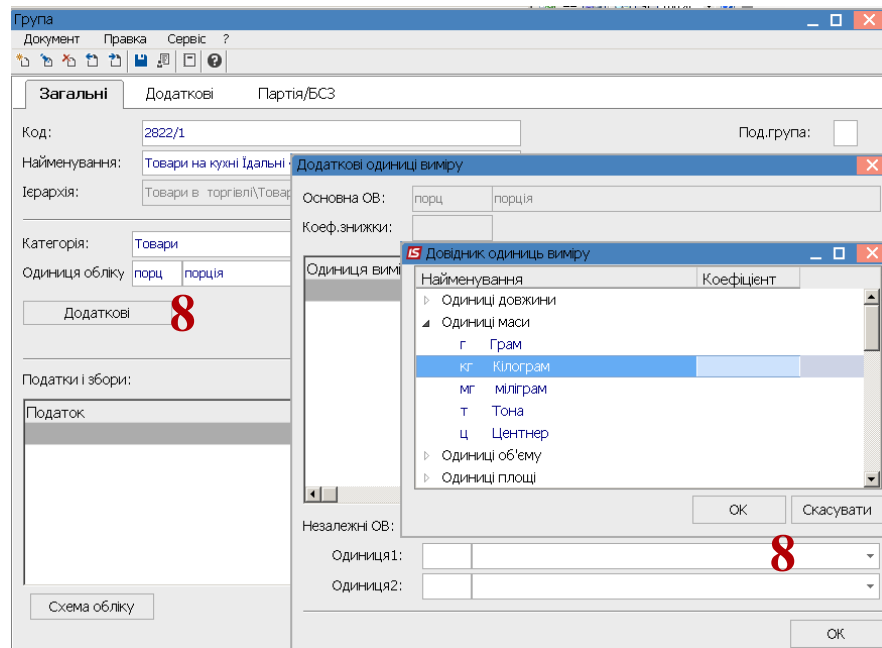 Група
Документ Правка Сервіс ?
Загальні Додаткові Партія/БСЗ
Код: 2822/1 Под.група:
Найменування: Товари на кухні Їдальні
Ієрархія: Товари в торгівлі\Товар
Категорія: Товари
Одиниця обліку порц порція
Додаткові 8
Податки і збори:
Податок
Схема обліку
Додаткові одиниці виміру
Основна ОВ: порц порція
Коеф.знижки:
Одиниця вимі
Довідник одиниць виміру
Найменування Коефіцієнт
Одиниці довжини
Одиниці маси
г Грам
кг Кілограм
мг міліграм
т Тона
ц Центнер
Одиниці об'єму
Одиниці площі
ОК Скасувати
8
Незалежні ОВ:
Одиниця1:
Одиниця2:
ОК